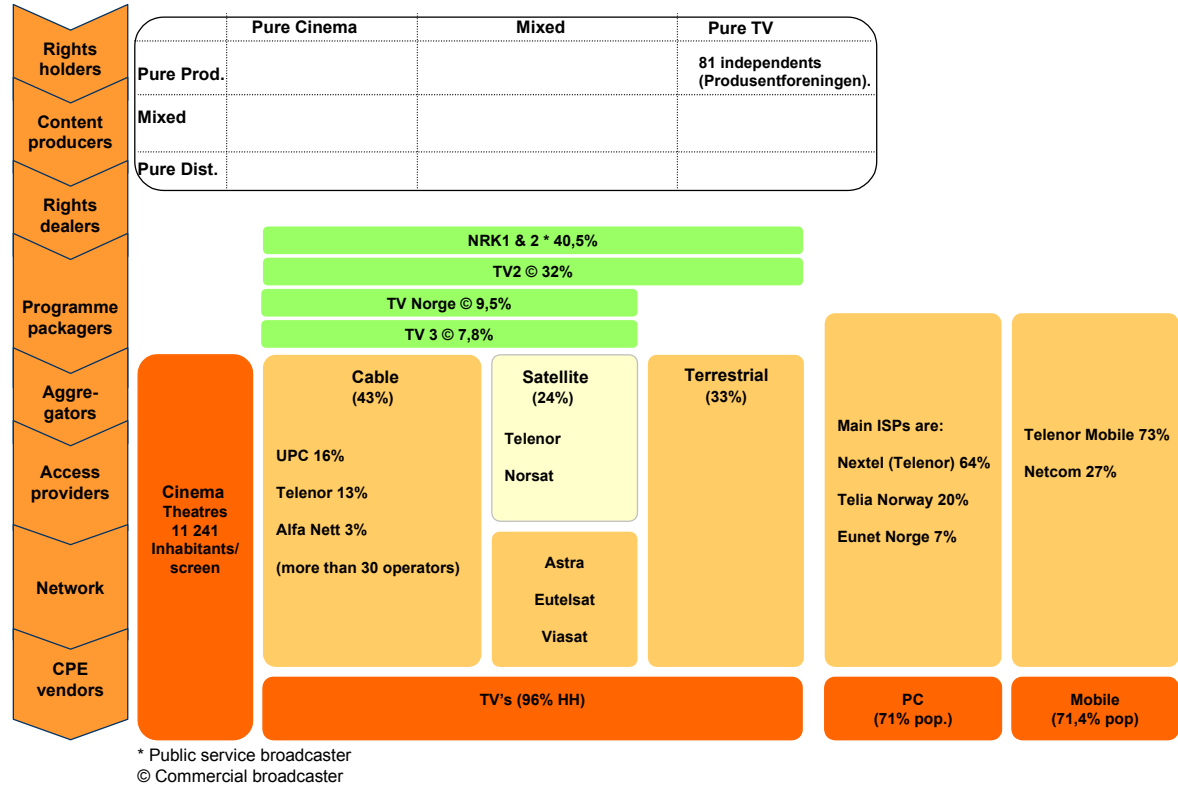 Rights
holders
Content
producers
Rights
dealers
Programme
packagers
Aggre-
gators
Access
providers
Network
CPE
vendors
Pure Cinema
Mixed
Pure TV
Pure Prod.
81 independents
(Produsentforeningen).
Mixed
Pure Dist.
NRK1 & 2 * 40,5%
TV2 © 32%
TV Norge © 9,5%
TV 3 © 7,8%
Cinema
Theatres
11 241
Inhabitants/
screen
Cable
(43%)
UPC 16%
Telenor 13%
Alfa Nett 3%
(more than 30 operators)
Satellite
(24%)
Telenor
Norsat
Astra
Eutelsat
Viasat
Terrestrial
(33%)
Main ISPs are:
Nextel (Telenor) 64%
Telia Norway 20%
Eunet Norge 7%
Telenor Mobile 73%
Netcom 27%
TV's (96% HH)
PC
(71% pop.)
Mobile
(71,4% pop)
* Public service broadcaster
© Commercial broadcaster